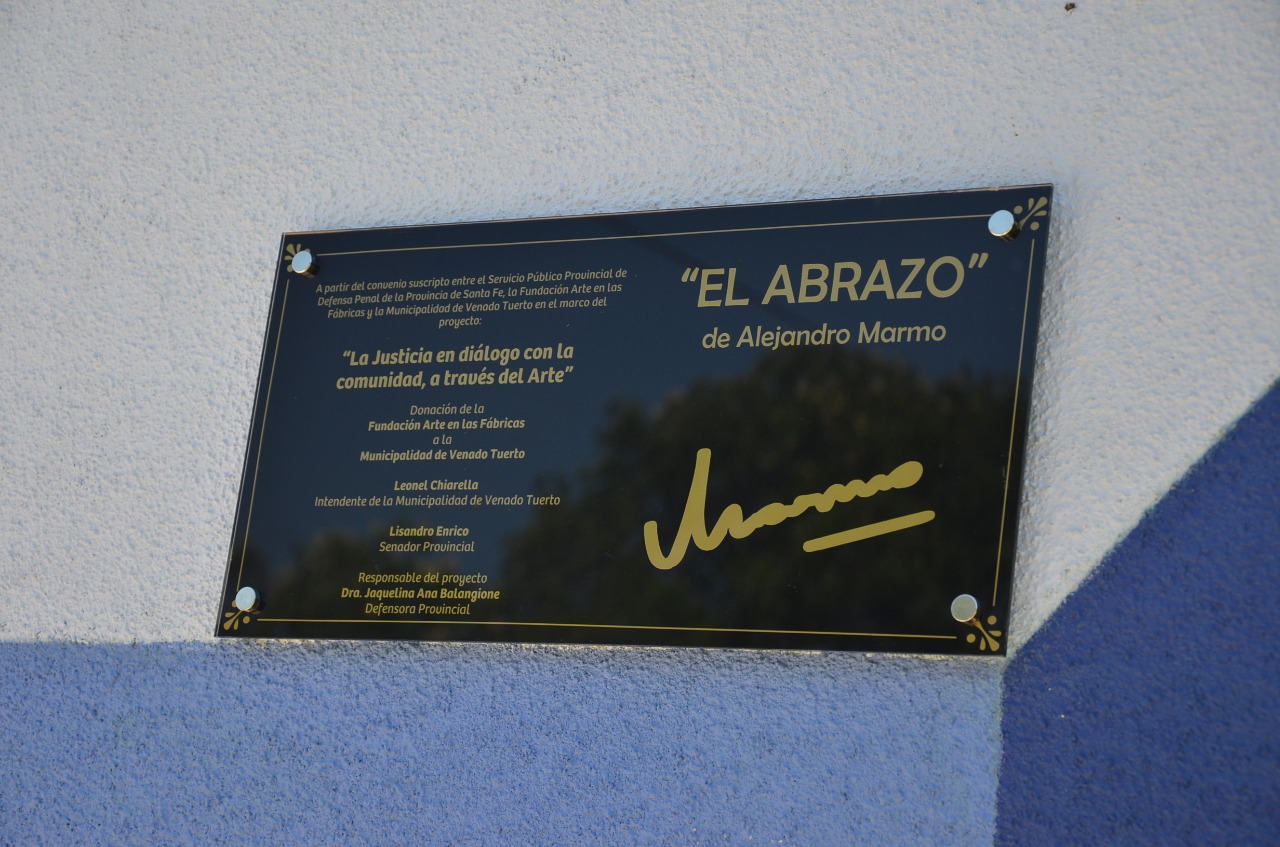 A partir del convenio suscripto entre el Servicio Público Provincial de
Defensa Penal de la Provincia de Santa Fe, la Fundación Arte en las
Fábricas y la Municipalidad de Venado Tuerto en el marco del
proyecto:
“La Justicia en diálogo con la
comunidad, a través del Arte”
Donación de la
Fundación Arte en las Fábricas
a la
Municipalidad de Venado Tuerto
Leonel Chiarella
Intendente de la Municipalidad de Venado Tuerto
Lisandro Enrico
Senador Provincial
Responsable del proyecto
Dra. Jaquelina Ana Balangione
Defensora Provincial
“EL ABRAZO”
de Alejandro Marmo
Marmo